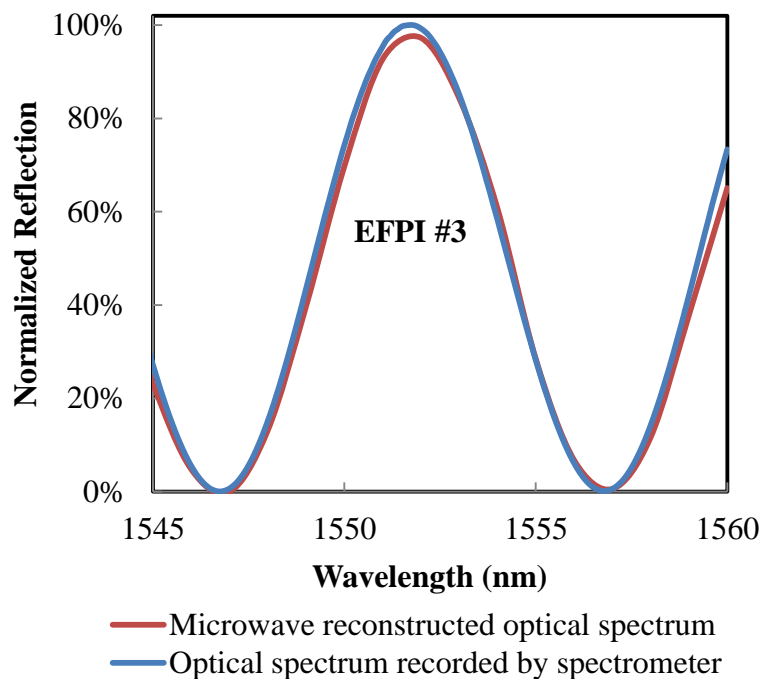 100%
80%
60%
40%
20%
0%
Normalized Reflection
EFPI #3
1545 1550 1555 1560
Wavelength (nm)
Microwave reconstructed optical spectrum
Optical spectrum recorded by spectrometer